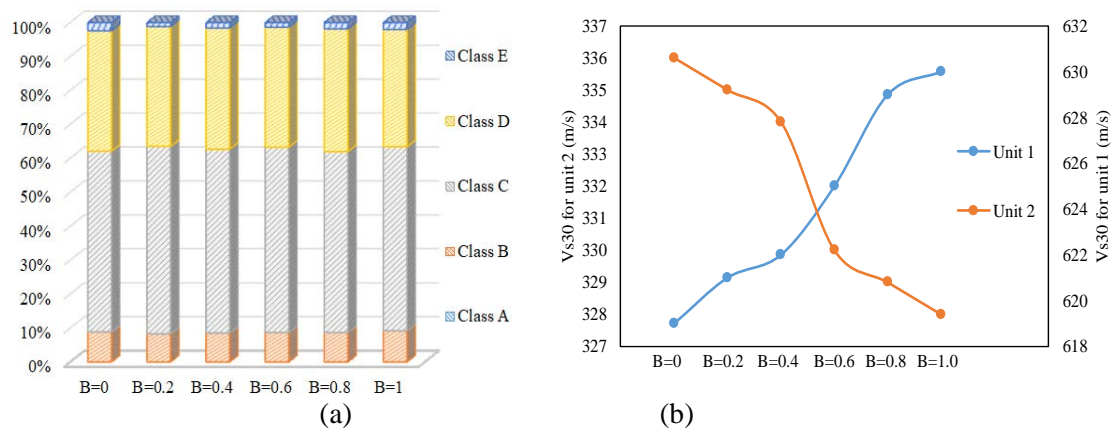 100%
90%
80%
70%
60%
50%
40%
30%
20%
10%
0%
B=0 B=0.2 B=0.4 B=0.6 B=0.8 B=1
Class E
Class D
Class C
Class B
Class A
(a)
Vs30 for unit 2 (m/s)
337
336
335
334
333
332
331
330
329
328
327
B=0 B=0.2 B=0.4 B=0.6 B=0.8 B=1.0
Unit 1
Unit 2
632
630
628
626
624
622
620
618
Vs30 for unit 1 (m/s)
(b)